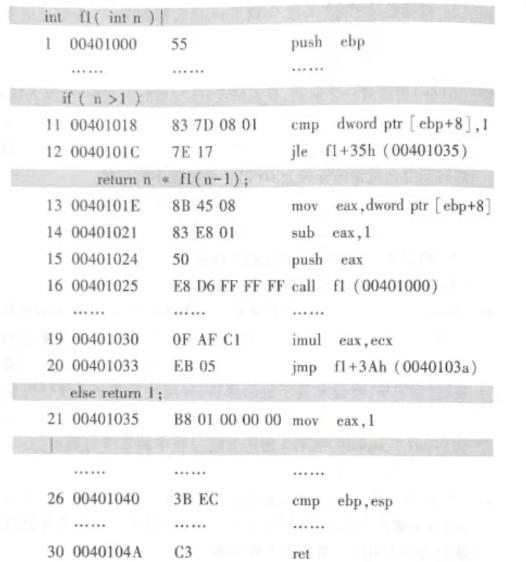 int f1( int n ){
1 00401000 55 push ebp
…… …… ……
if ( n >1 )
11 00401018 83 7D 08 01 cmp dword ptr [ebp+8],1
12 0040101C 7E 17 jle f1+35h (00401035)
return n * f1(n-1);
13 0040101E 8B 45 08 mov eax,dword ptr [ebp+8]
14 00401021 83 E8 01 sub eax,1
15 00401024 50 push eax
16 00401025 E8 D6 FF FF FF call f1 (00401000)
…… …… ……
19 00401030 0F AF C1 imul eax,ecx
20 00401033 EB 05 jmp f1+3Ah (0040103a)
else return 1;
21 00401035 B8 01 00 00 00 mov eax,1
}
…… …… ……
26 00401040 3B EC cmp ebp,esp
…… …… ……
30 0040104A C3 ret